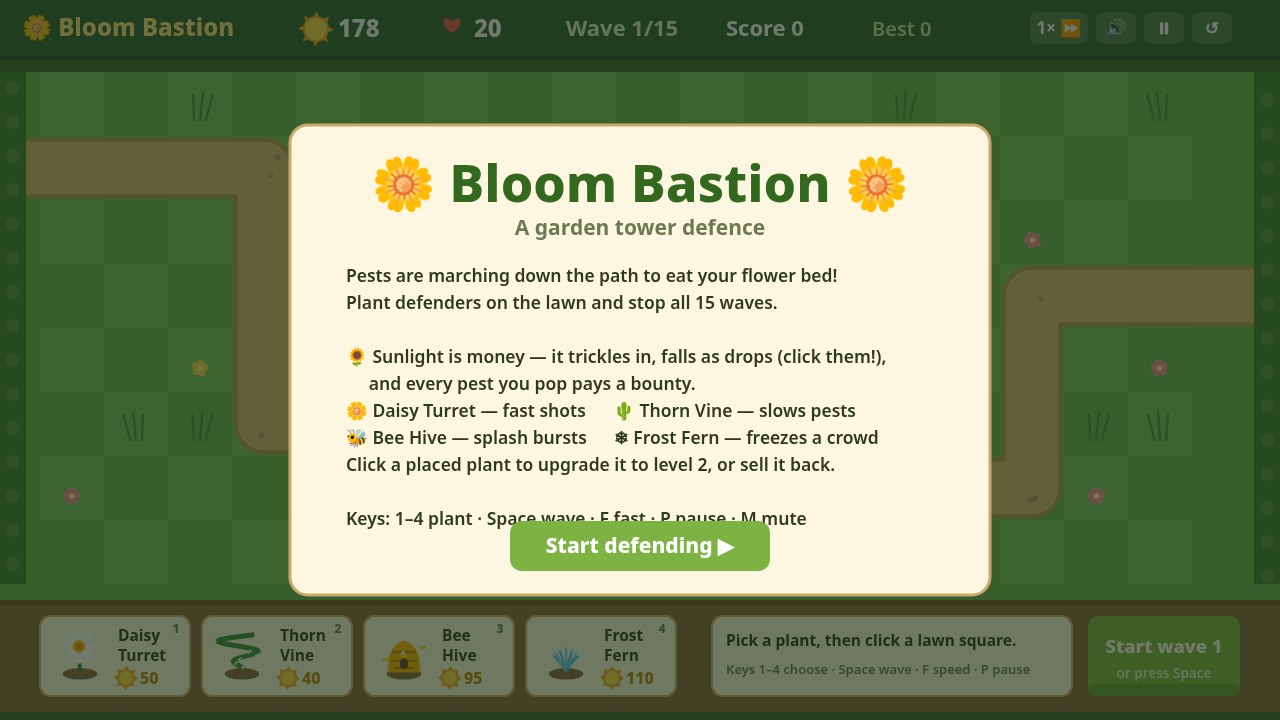 🌼 Bloom Bastion
178
20
Wave 1/15
Score 0
Best 0
1× ⏩
🌼 Bloom Bastion 🌼
A garden tower defence
Pests are marching down the path to eat your flower bed!
Plant defenders on the lawn and stop all 15 waves.
🌻 Sunlight is money — it trickles in, falls as drops (click them!),
and every pest you pop pays a bounty.
🌼 Daisy Turret — fast shots 🌵 Thorn Vine — slows pests
🐝 Bee Hive — splash bursts ❄ Frost Fern — freezes a crowd
Click a placed plant to upgrade it to level 2, or sell it back.
Keys: 1–4 plant · Space wave · F fast · P pause · M mute
Start defending ▶
Daisy
Turret
1
50
Thorn
Vine
2
40
Bee
Hive
3
95
Frost
Fern
4
110
Pick a plant, then click a lawn square.
Keys 1–4 choose · Space wave · F speed · P pause
Start wave 1
or press Space